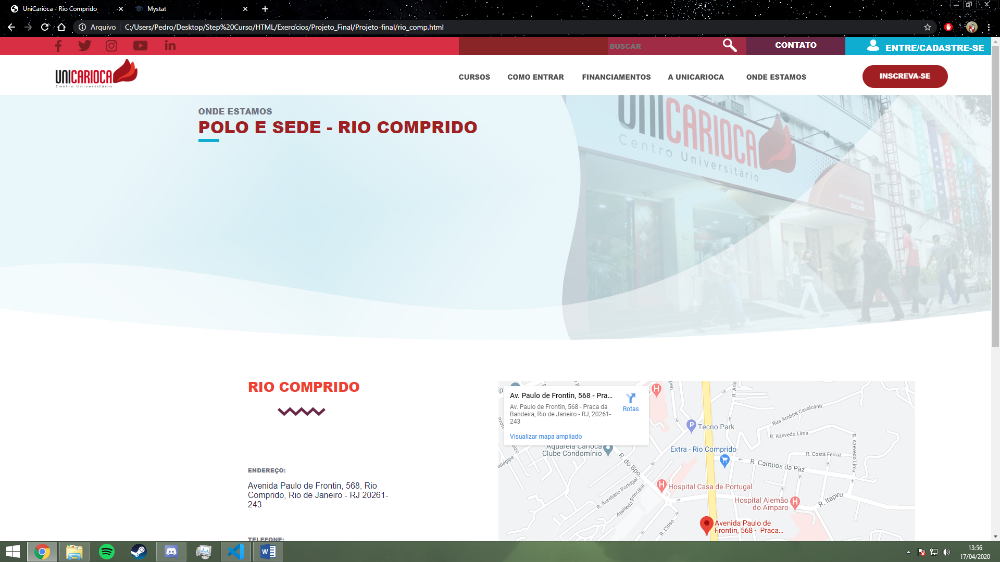 UniCarioca - Rio Comprido
Mystat
Arquivo
C:/Users/Pedro/Desktop/Step%20Curso/HTML/Exercícios/Projeto_Final/Projeto-final/rio_comp.html
BUSCAR
CONTATO
ENTRE/CADASTRE-SE
UNICARIOCA
Centro Universitário
CURSOS
COMO ENTRAR
FINANCIAMENTOS
A UNICARIOCA
ONDE ESTAMOS
INSCREVA-SE
ONDE ESTAMOS
POLO E SEDE - RIO COMPRIDO
UNICARIOCA
Centro Universitário
RIO COMPRIDO
ENDEREÇO:
Avenida Paulo de Frontin, 568, Rio
Comprido, Rio de Janeiro - RJ 20261-
243
TELEFONE:
Av. Paulo de Frontin, 568 - Pra...
Av. Paulo de Frontin, 568 - Praca da
Bandeira, Rio de Janeiro - RJ, 20261-
243
Rotas
Visualizar mapa ampliado
Aquarela Carioca
Clube Condomínio
Tecno Park
Extra - Rio Comprido
R. do Bpo.
R. Aureliano Portugal
Alameda Principal
R. Citiso
Rua Ambiré Cavalcânti
R. Azevedo Lima
R. Azevedo Lima
R. Costa Ferraz
R. Campos da Paz
Hospital Casa de Portugal
Hospital Alemão
do Amparo
R. Itapiru
Avenida Paulo de
Frontin, 568 - Praca...
13:56
17/04/2020